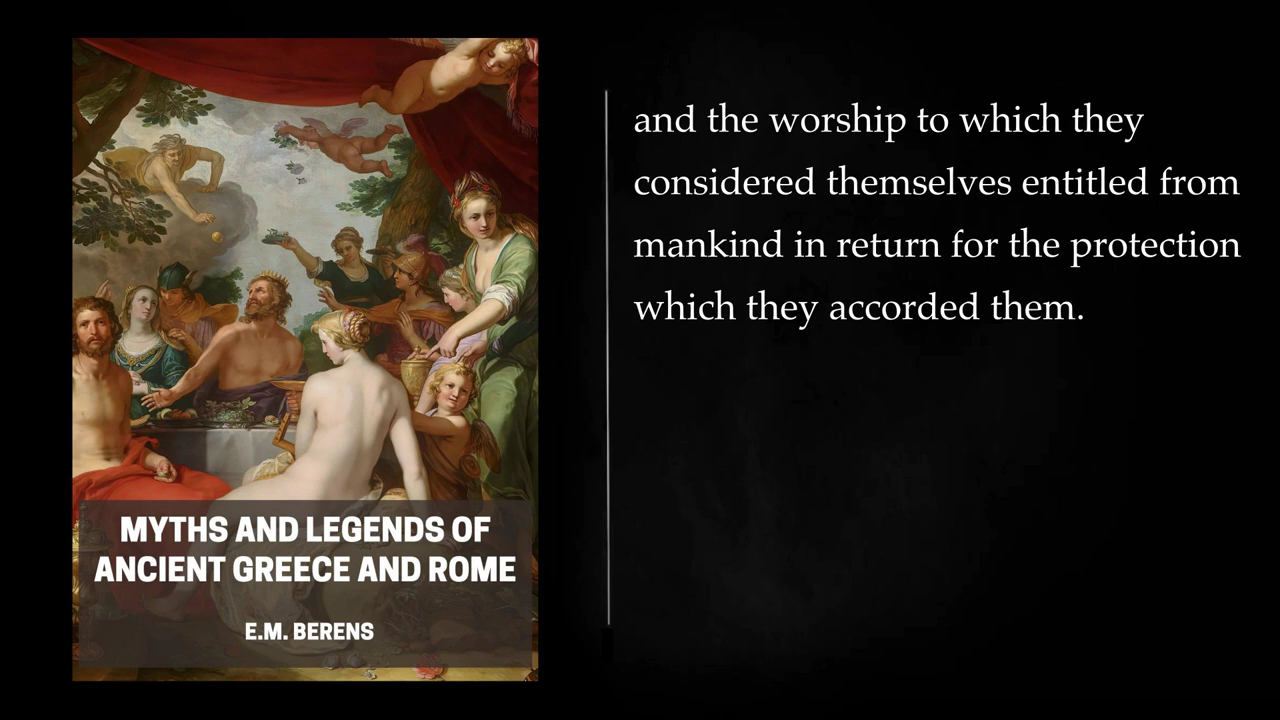 MYTHS AND LEGENDS OF
ANCIENT GREECE AND ROME
E.M. BERENS
and the worship to which they
considered themselves entitled from
mankind in return for the protection
which they accorded them.